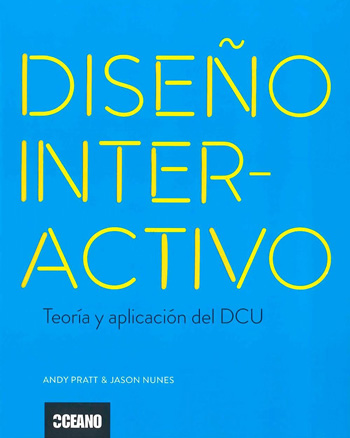 DISEÑO
INTER-
ACTIVO
Teoría y aplicación del DCU
ANDY PRATT & JASON NUNES
OCEANO